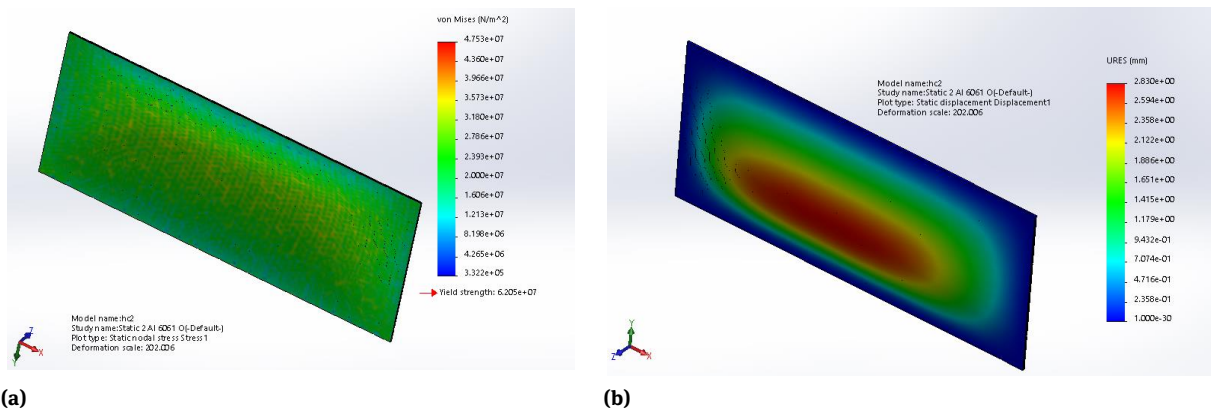 von Mises (N/m^2)
4.753e+07
4.360e+07
3.966e+07
3.573e+07
3.180e+07
2.786e+07
2.393e+07
2.000e+07
1.606e+07
1.213e+07
8.198e+06
4.265e+06
3.322e+05
Yield strength: 6.205e+07
Model name:hc2
Study name:Static 2 Al 6061 O(-Default-)
Plot type: Static nodal stress Stress1
Deformation scale: 202.006
Z
X
Y
(a)
URES (mm)
2.830e+00
2.594e+00
2.358e+00
2.122e+00
1.886e+00
1.651e+00
1.415e+00
1.179e+00
9.432e-01
7.074e-01
4.716e-01
2.358e-01
1.000e-30
Model name:hc2
Study name:Static 2 Al 6061 O(-Default-)
Plot type: Static displacement Displacement1
Deformation scale: 202.006
Y
Z
X
(b)